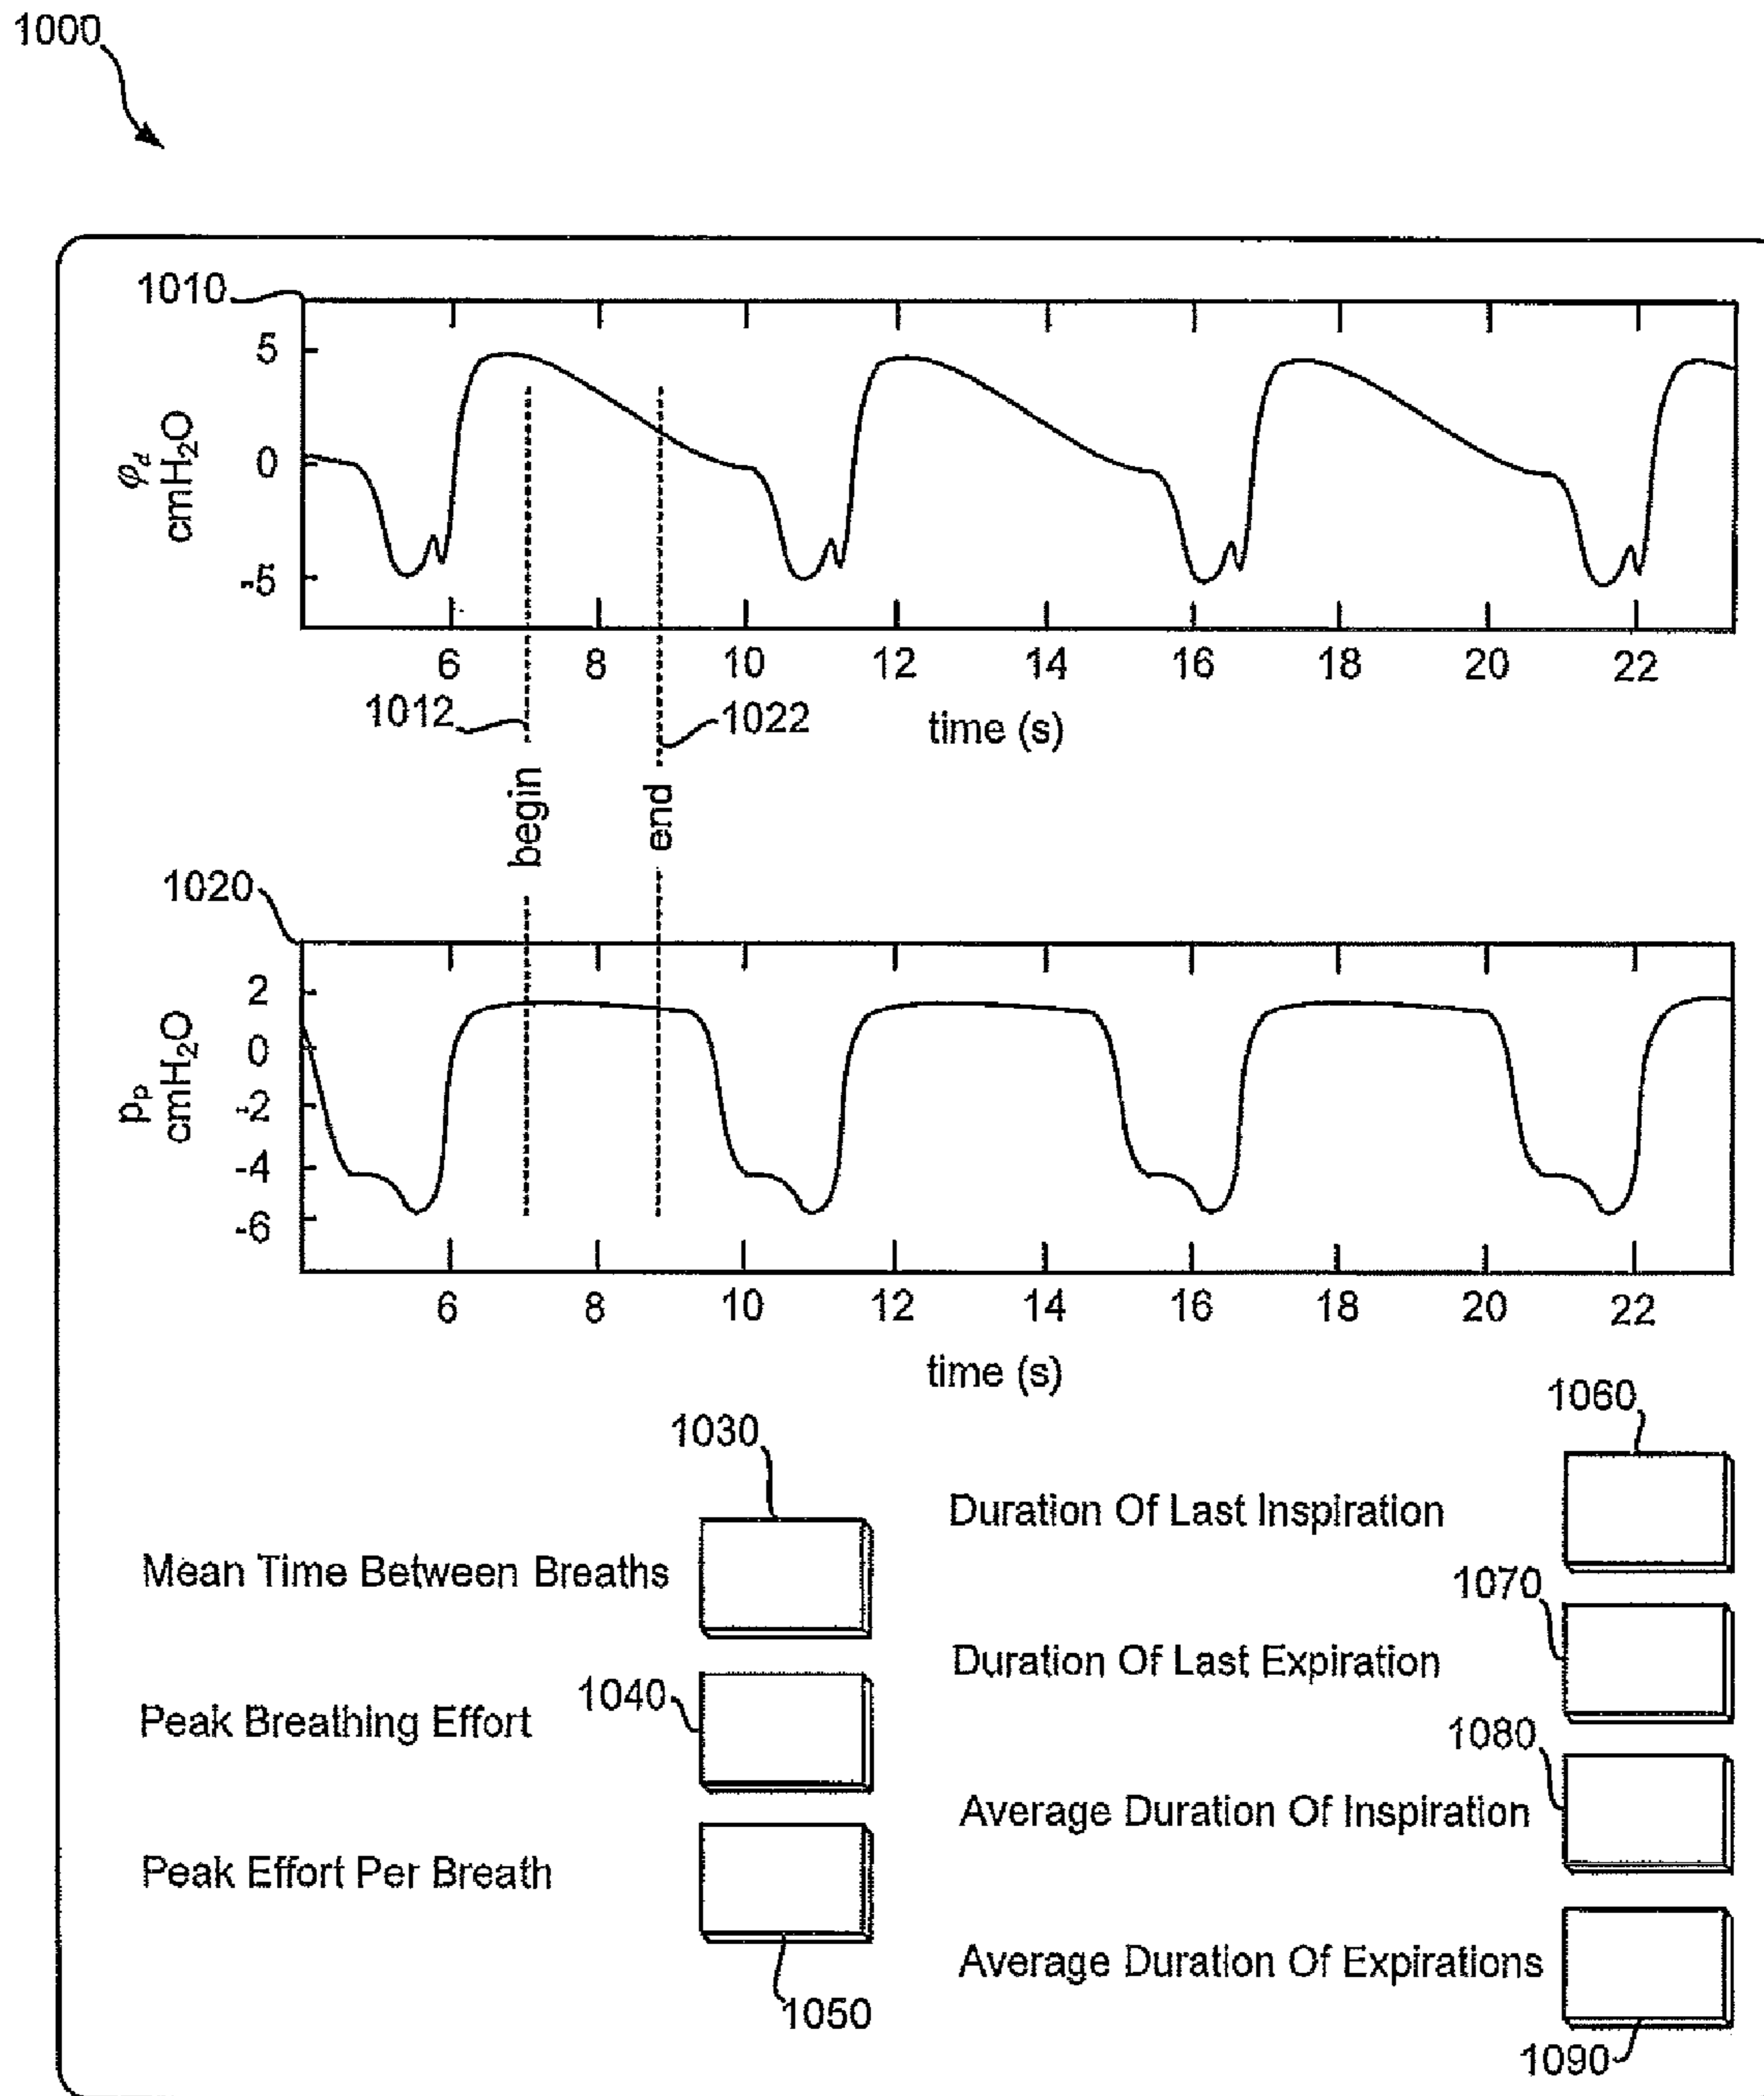 1000
1010
5
0
-5
φd
cmH2O
6 8 10 12 14 16 18 20 22
time (s)
1012
1022
begin
end
1020
2
0
-2
-4
-6
pp
cmH2O
6 8 10 12 14 16 18 20 22
time (s)
1030
Mean Time Between Breaths
1040
Peak Breathing Effort
Peak Effort Per Breath
1050
1060
Duration Of Last Inspiration
1070
Duration Of Last Expiration
1080
Average Duration Of Inspiration
Average Duration Of Expirations
1090